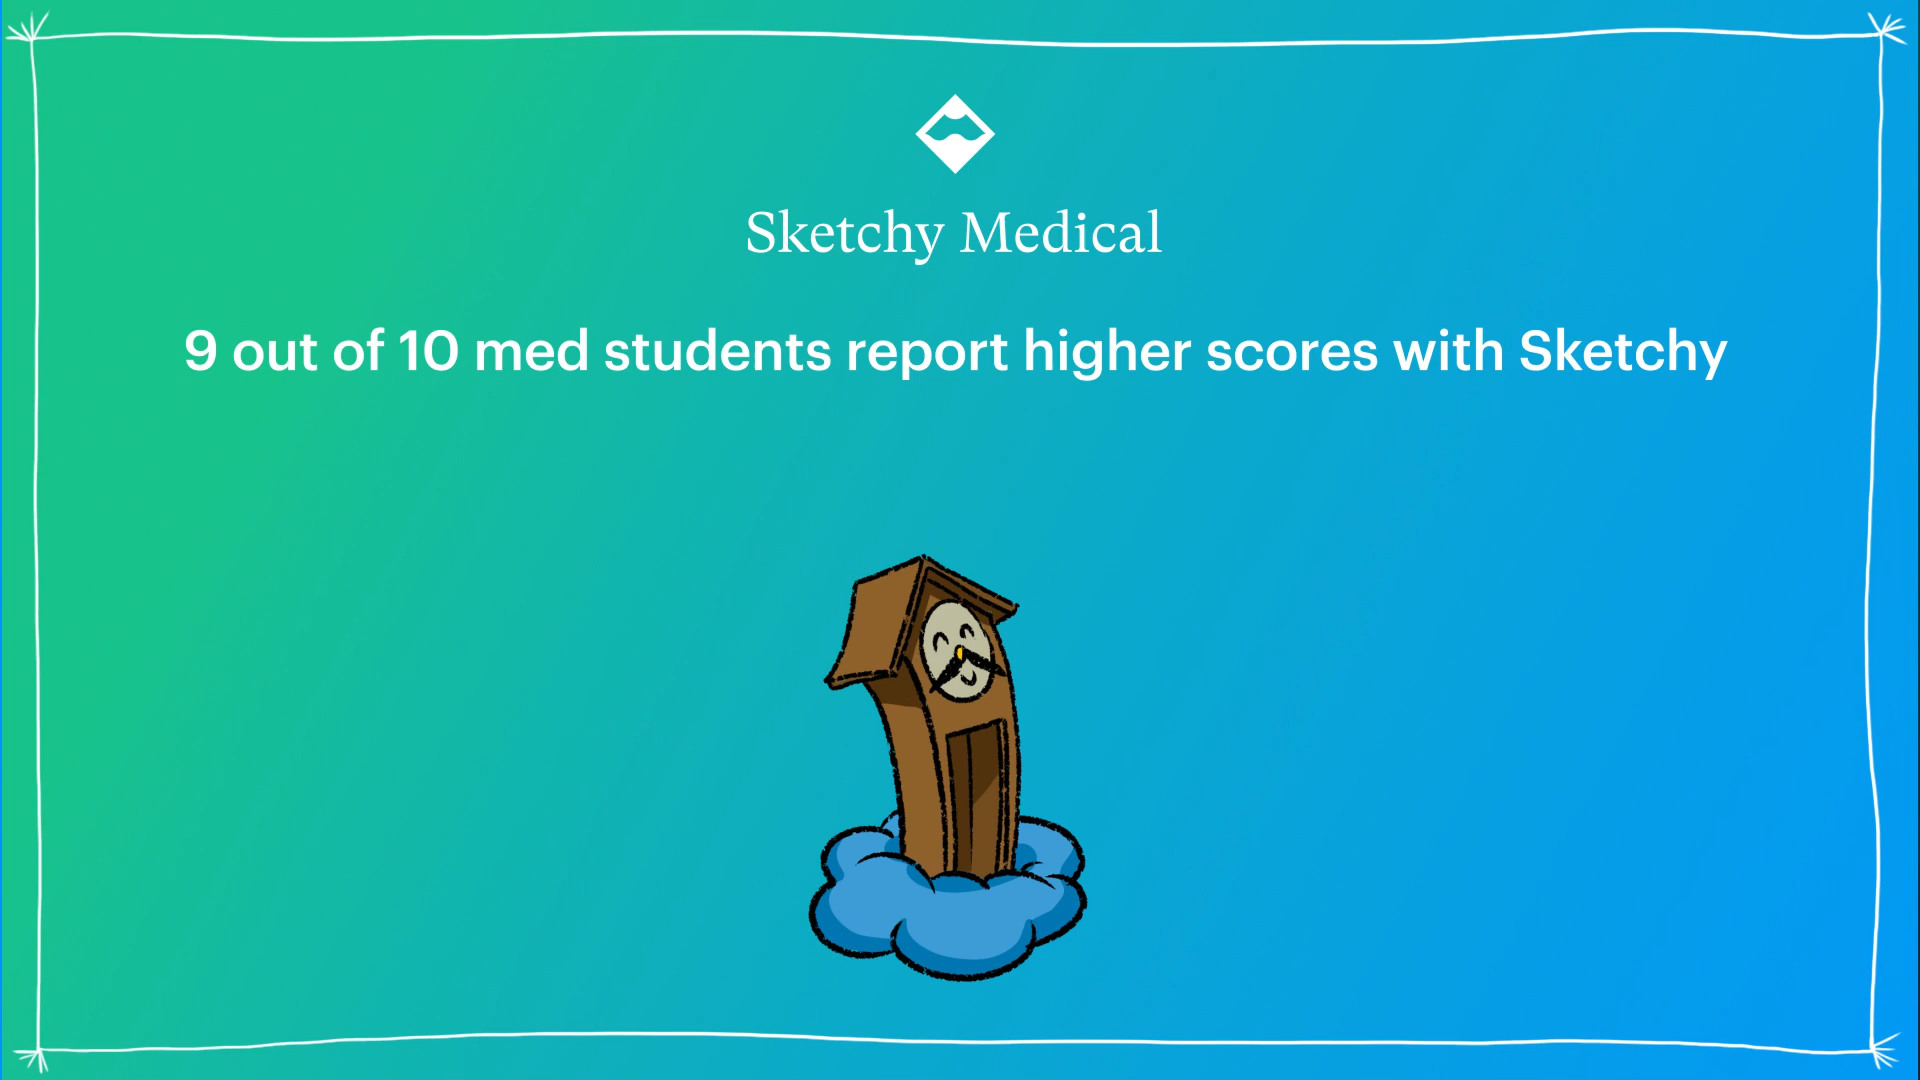 Sketchy Medical
9 out of 10 med students report higher scores with Sketchy